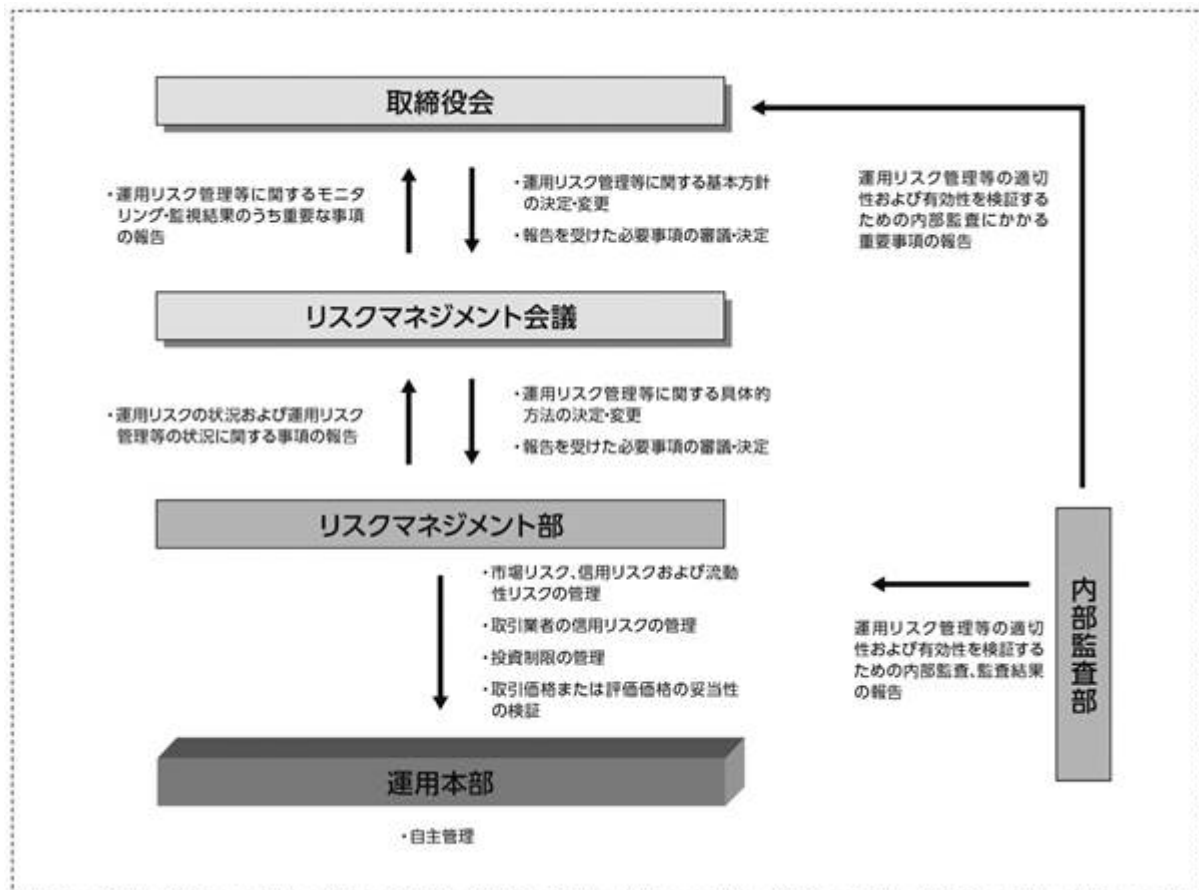 取締役会
・運用リスク管理等に関するモニタ
リング・監視結果のうち重要な事項
の報告
・運用リスク管理等に関する基本方針
の決定・変更
・報告を受けた必要事項の審議・決定
運用リスク管理等の適切
性および有効性を検証す
るための内部監査にかかる
重要事項の報告
リスクマネジメント会議
・運用リスクの状況および運用リスク
管理等の状況に関する事項の報告
・運用リスク管理等に関する具体的
方法の決定・変更
・報告を受けた必要事項の審議・決定
リスクマネジメント部
・市場リスク、信用リスクおよび流動
性リスクの管理
・取引業者の信用リスクの管理
・投資制限の管理
・取引価格または評価価格の妥当性
の検証
運用リスク管理等の適切
性および有効性を検証する
ための内部監査、監査結果
の報告
内部監査部
運用本部
・自主管理